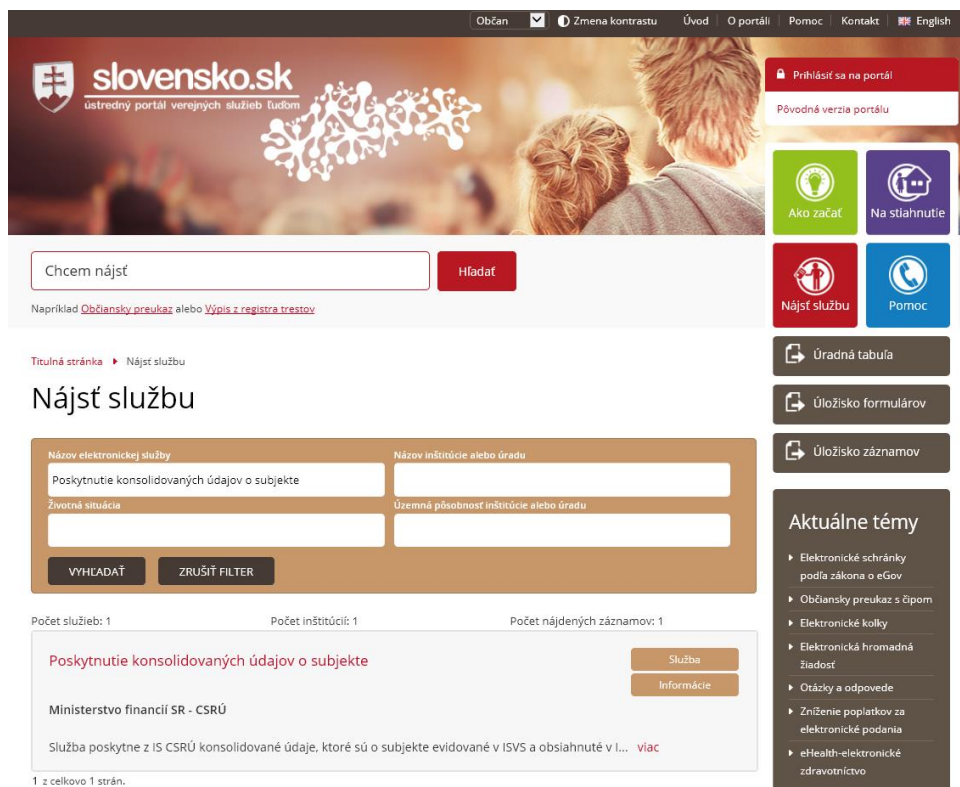 Občan
Zmena kontrastu
Úvod
O portáli
Pomoc
Kontakt
English
slovensko.sk
ústredný portál verejných služieb ľuďom
Prihlásiť sa na portál
Pôvodná verzia portálu
Ako začať
Na stiahnutie
Chcem nájsť
Hľadať
Napríklad Občiansky preukaz alebo Výpis z registra trestov
Nájsť službu
Pomoc
Titulná stránka
Nájsť službu
Nájsť službu
Úradná tabuľa
Úložisko formulárov
Úložisko záznamov
Názov elektronickej služby
Názov inštitúcie alebo úradu
Poskytnutie konsolidovaných údajov o subjekte
Životná situácia
Územná pôsobnosť inštitúcie alebo úradu
VYHĽADAŤ
ZRUŠIŤ FILTER
Počet služieb: 1
Počet inštitúcií: 1
Počet nájdených záznamov: 1
Poskytnutie konsolidovaných údajov o subjekte
Služba
Informácie
Ministerstvo financií SR - CSRÚ
Služba poskytne z IS CSRÚ konsolidované údaje, ktoré sú o subjekte evidované v ISVS a obsiahnuté v I... viac
1 z celkovo 1 strán.
Aktuálne témy
Elektronické schránky
podľa zákona o eGov
Občiansky preukaz s čipom
Elektronické kolky
Elektronická hromadná
žiadosť
Otázky a odpovede
Zníženie poplatkov za
elektronické podania
eHealth-elektronické
zdravotníctvo